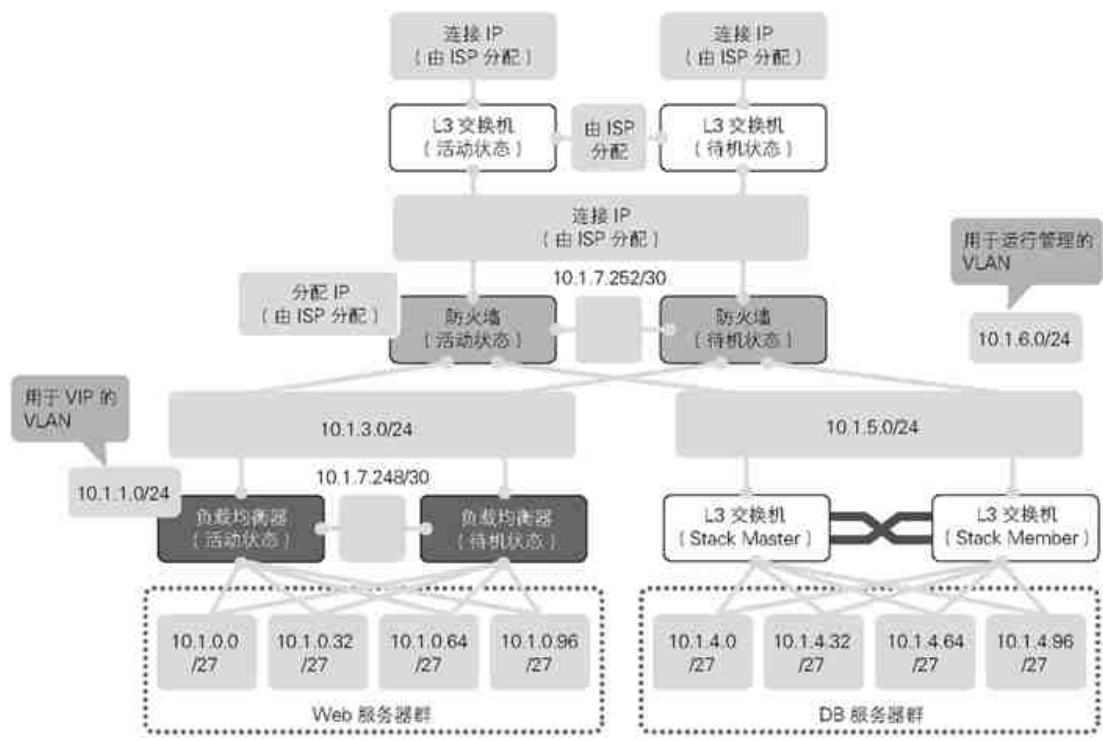 连接 IP
(由 ISP 分配)
连接 IP
(由 ISP 分配)
L3 交换机
(活动状态)
由 ISP
分配
L3 交换机
(待机状态)
连接 IP
(由 ISP 分配)
用于运行管理的
VLAN
10.1.7.252/30
分配 IP
(由 ISP 分配)
防火墙
(活动状态)
防火墙
(待机状态)
10.1.6.0/24
用于 VIP 的
VLAN
10.1.3.0/24
10.1.5.0/24
10.1.7.248/30
10.1.1.0/24
负载均衡器
(活动状态)
负载均衡器
(待机状态)
L3 交换机
(Stack Master)
L3 交换机
(Stack Member)
10.1.0.0
/27
10.1.0.32
/27
10.1.0.64
/27
10.1.0.96
/27
10.1.4.0
/27
10.1.4.32
/27
10.1.4.64
/27
10.1.4.96
/27
Web 服务器群
DB 服务器群